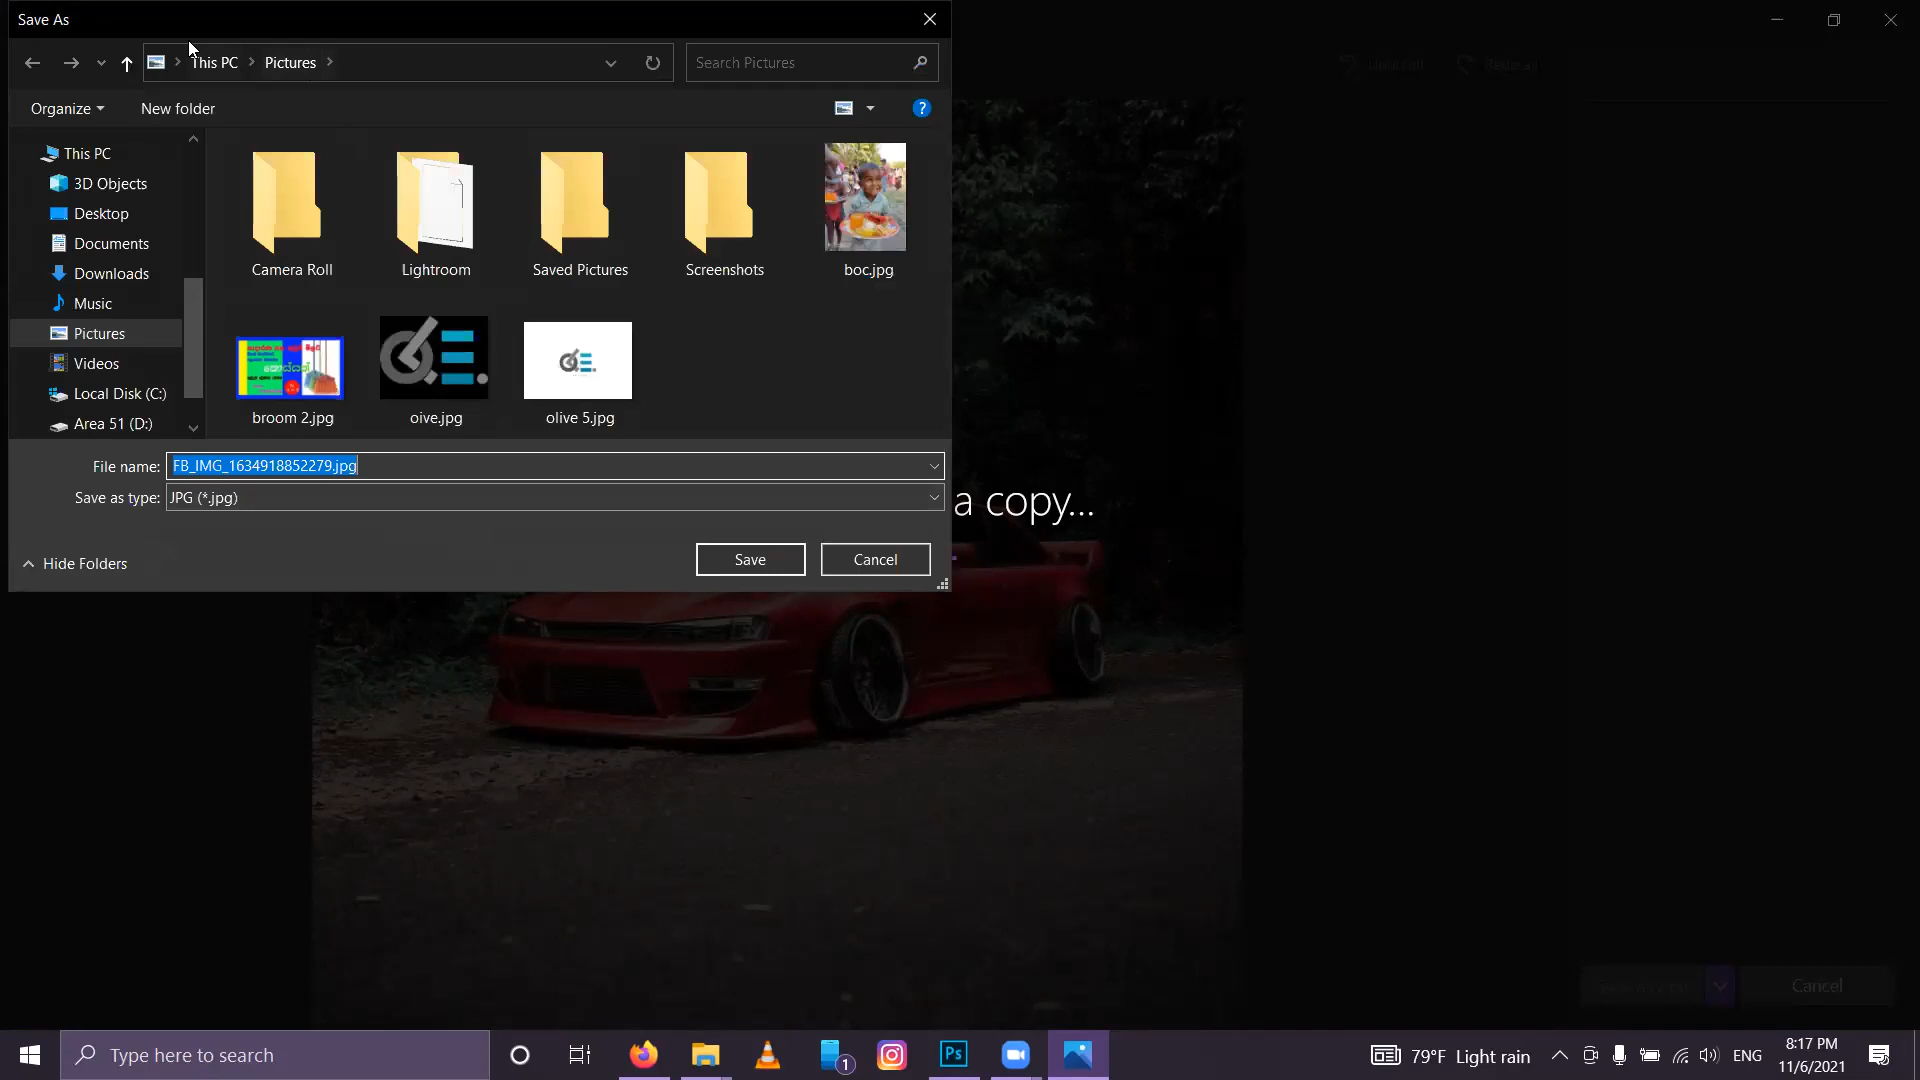 Save As
This PC
Pictures
Search Pictures
Organize
New folder
This PC
3D Objects
Desktop
Documents
Downloads
Music
Pictures
Videos
Local Disk (C:)
Area 51 (D:)
Camera Roll
Lightroom
Saved Pictures
Screenshots
boc.jpg
broom 2.jpg
oive.jpg
olive 5.jpg
File name: FB_IMG_1634918852279.jpg
Save as type: JPG (*.jpg)
Hide Folders
Save
Cancel
a copy...
Cancel
Type here to search
Ps
1
79°F Light rain
ENG
8:17 PM
11/6/2021